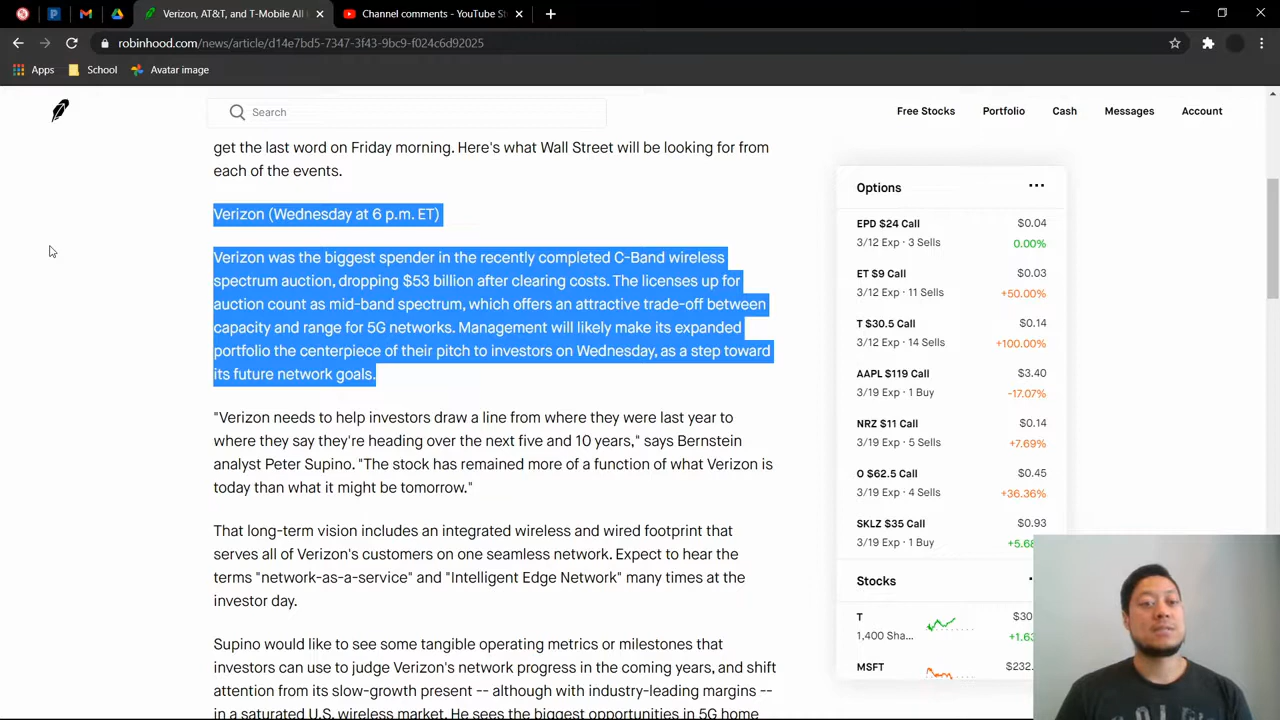 Verizon, AT&T, and T-Mobile All
Channel comments - YouTube St
robinhood.com/news/article/d14e7bd5-7347-3f43-9bc9-f024c6d92025
Apps
School
Avatar image
Search
Free Stocks
Portfolio
Cash
Messages
Account
get the last word on Friday morning. Here's what Wall Street will be looking for from
each of the events.
Verizon (Wednesday at 6 p.m. ET)
Verizon was the biggest spender in the recently completed C-Band wireless
spectrum auction, dropping $53 billion after clearing costs. The licenses up for
auction count as mid-band spectrum, which offers an attractive trade-off between
capacity and range for 5G networks. Management will likely make its expanded
portfolio the centerpiece of their pitch to investors on Wednesday, as a step toward
its future network goals.
"Verizon needs to help investors draw a line from where they were last year to
where they say they're heading over the next five and 10 years," says Bernstein
analyst Peter Supino. "The stock has remained more of a function of what Verizon is
today than what it might be tomorrow."
That long-term vision includes an integrated wireless and wired footprint that
serves all of Verizon's customers on one seamless network. Expect to hear the
terms "network-as-a-service" and "Intelligent Edge Network" many times at the
investor day.
Supino would like to see some tangible operating metrics or milestones that
investors can use to judge Verizon's network progress in the coming years, and shift
attention from its slow-growth present -- although with industry-leading margins --
in a saturated U.S. wireless market. He sees the biggest opportunities in 5G home
Options
EPD $24 Call $0.04
3/12 Exp · 3 Sells 0.00%
ET $9 Call $0.03
3/12 Exp · 11 Sells +50.00%
T $30.5 Call $0.14
3/12 Exp · 14 Sells +100.00%
AAPL $119 Call $3.40
3/19 Exp · 1 Buy -17.07%
NRZ $11 Call $0.14
3/19 Exp · 5 Sells +7.69%
O $62.5 Call $0.45
3/19 Exp · 4 Sells +36.36%
SKLZ $35 Call $0.93
3/19 Exp · 1 Buy +5.68
Stocks
T $30
1,400 Sha... +1.63
MSFT $232.